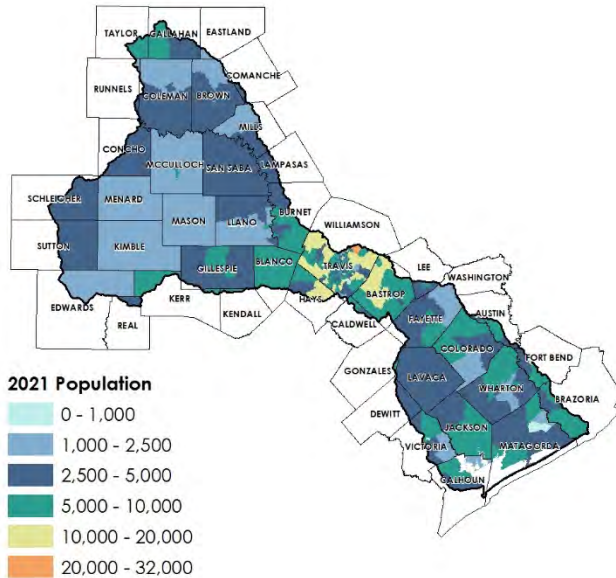 TAYLOR
CALLAHAN
EASTLAND
RUNNELS
COLEMAN
BROWN
COMANCHE
MILLS
CONCHO
MCCULLOCH
SAN SABA
LAMPASAS
SCHLEICHER
MENARD
MASON
LLANO
BURNET
WILLIAMSON
SUTTON
KIMBLE
GILLESPIE
BLANCO
TRAVIS
LEE
WASHINGTON
EDWARDS
REAL
KERR
KENDALL
HAYS
BASTROP
CALDWELL
FAYETTE
AUSTIN
COLORADO
FORT BEND
GONZALES
LAVACA
WHARTON
BRAZORIA
DEWITT
JACKSON
MATAGORDA
VICTORIA
CALHOUN
2021 Population
0 - 1,000
1,000 - 2,500
2,500 - 5,000
5,000 - 10,000
10,000 - 20,000
20,000 - 32,000